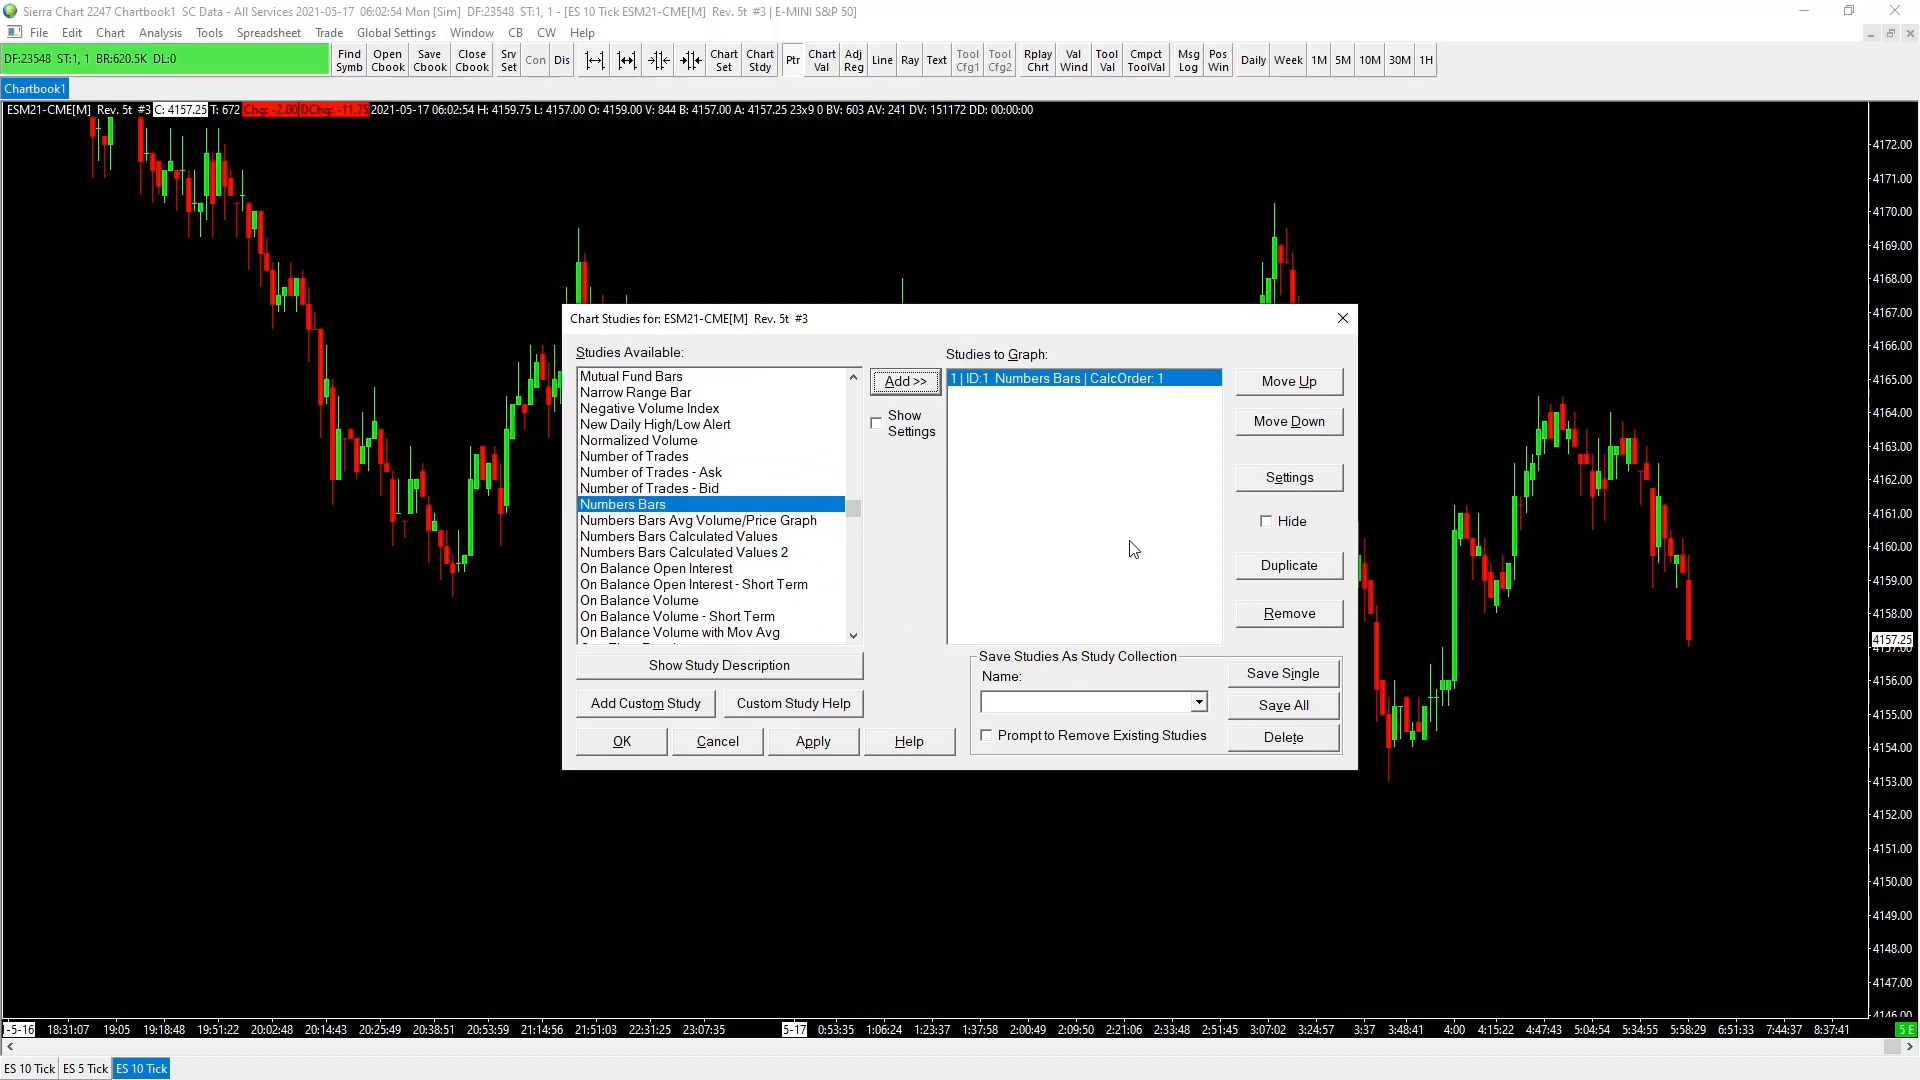 Sierra Chart 2247 Chartbook1 SC Data - All Services 2021-05-17 06:02:54 Mon [Sim] DF:23548 ST:1, 1 - [ES 10 Tick ESM21-CME[M] Rev. 5t #3 | E-MINI S&P 50]
File Edit Chart Analysis Tools Spreadsheet Trade Global Settings Window CB CW Help
DF:23548 ST:1, 1 BR:620.5K DL:0
Find Symb
Open Cbook
Save Cbook
Close Cbook
Srv Set
Con
Dis
Chart Set
Chart Stdy
Ptr
Chart Val
Adj Reg
Line
Ray
Text
Tool Cfg1
Tool Cfg2
Rplay Chrt
Val Wind
Tool Val
Cmpct ToolVal
Msg Log
Pos Win
Daily
Week
1M
5M
10M
30M
1H
Chartbook1
ESM21-CME[M] Rev. 5t #3 C: 4157.25 T: 672 Chg: -2.00 DChg: -11.75 2021-05-17 06:02:54 H: 4159.75 L: 4157.00 O: 4159.00 V: 844 B: 4157.00 A: 4157.25 23x9 0 BV: 603 AV: 241 DV: 151172 DD: 00:00:00
4172.00
4171.00
4170.00
4169.00
4168.00
4167.00
4166.00
4165.00
4164.00
4163.00
4162.00
4161.00
4160.00
4159.00
4158.00
4157.25
4156.00
4155.00
4154.00
4153.00
4152.00
4151.00
4150.00
4149.00
4148.00
4147.00
4146.00
Chart Studies for: ESM21-CME[M] Rev. 5t #3
Studies Available:
Mutual Fund Bars
Narrow Range Bar
Negative Volume Index
New Daily High/Low Alert
Normalized Volume
Number of Trades
Number of Trades - Ask
Number of Trades - Bid
Numbers Bars
Numbers Bars Avg Volume/Price Graph
Numbers Bars Calculated Values
Numbers Bars Calculated Values 2
On Balance Open Interest
On Balance Open Interest - Short Term
On Balance Volume
On Balance Volume - Short Term
On Balance Volume with Mov Avg
Add >>
Show Settings
Studies to Graph:
1 | ID:1 Numbers Bars | CalcOrder: 1
Move Up
Move Down
Settings
Hide
Duplicate
Remove
Show Study Description
Add Custom Study
Custom Study Help
OK
Cancel
Apply
Help
Save Studies As Study Collection
Name:
Prompt to Remove Existing Studies
Save Single
Save All
Delete
-5-16 18:31:07 19:05 19:18:48 19:51:22 20:02:48 20:14:43 20:25:49 20:38:51 20:53:59 21:14:56 21:51:03 22:31:25 23:07:35 5-17 0:53:35 1:06:24 1:23:37 1:37:58 2:00:49 2:09:50 2:21:06 2:33:48 2:51:45 3:07:02 3:24:57 3:37 3:48:41 4:00 4:15:22 4:47:43 5:04:54 5:34:55 5:58:29 6:51:33 7:44:37 8:37:41 5 E
ES 10 Tick
ES 5 Tick
ES 10 Tick